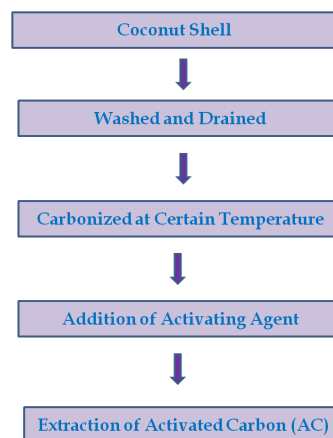 Coconut Shell
Washed and Drained
Carbonized at Certain Temperature
Addition of Activating Agent
Extraction of Activated Carbon (AC)